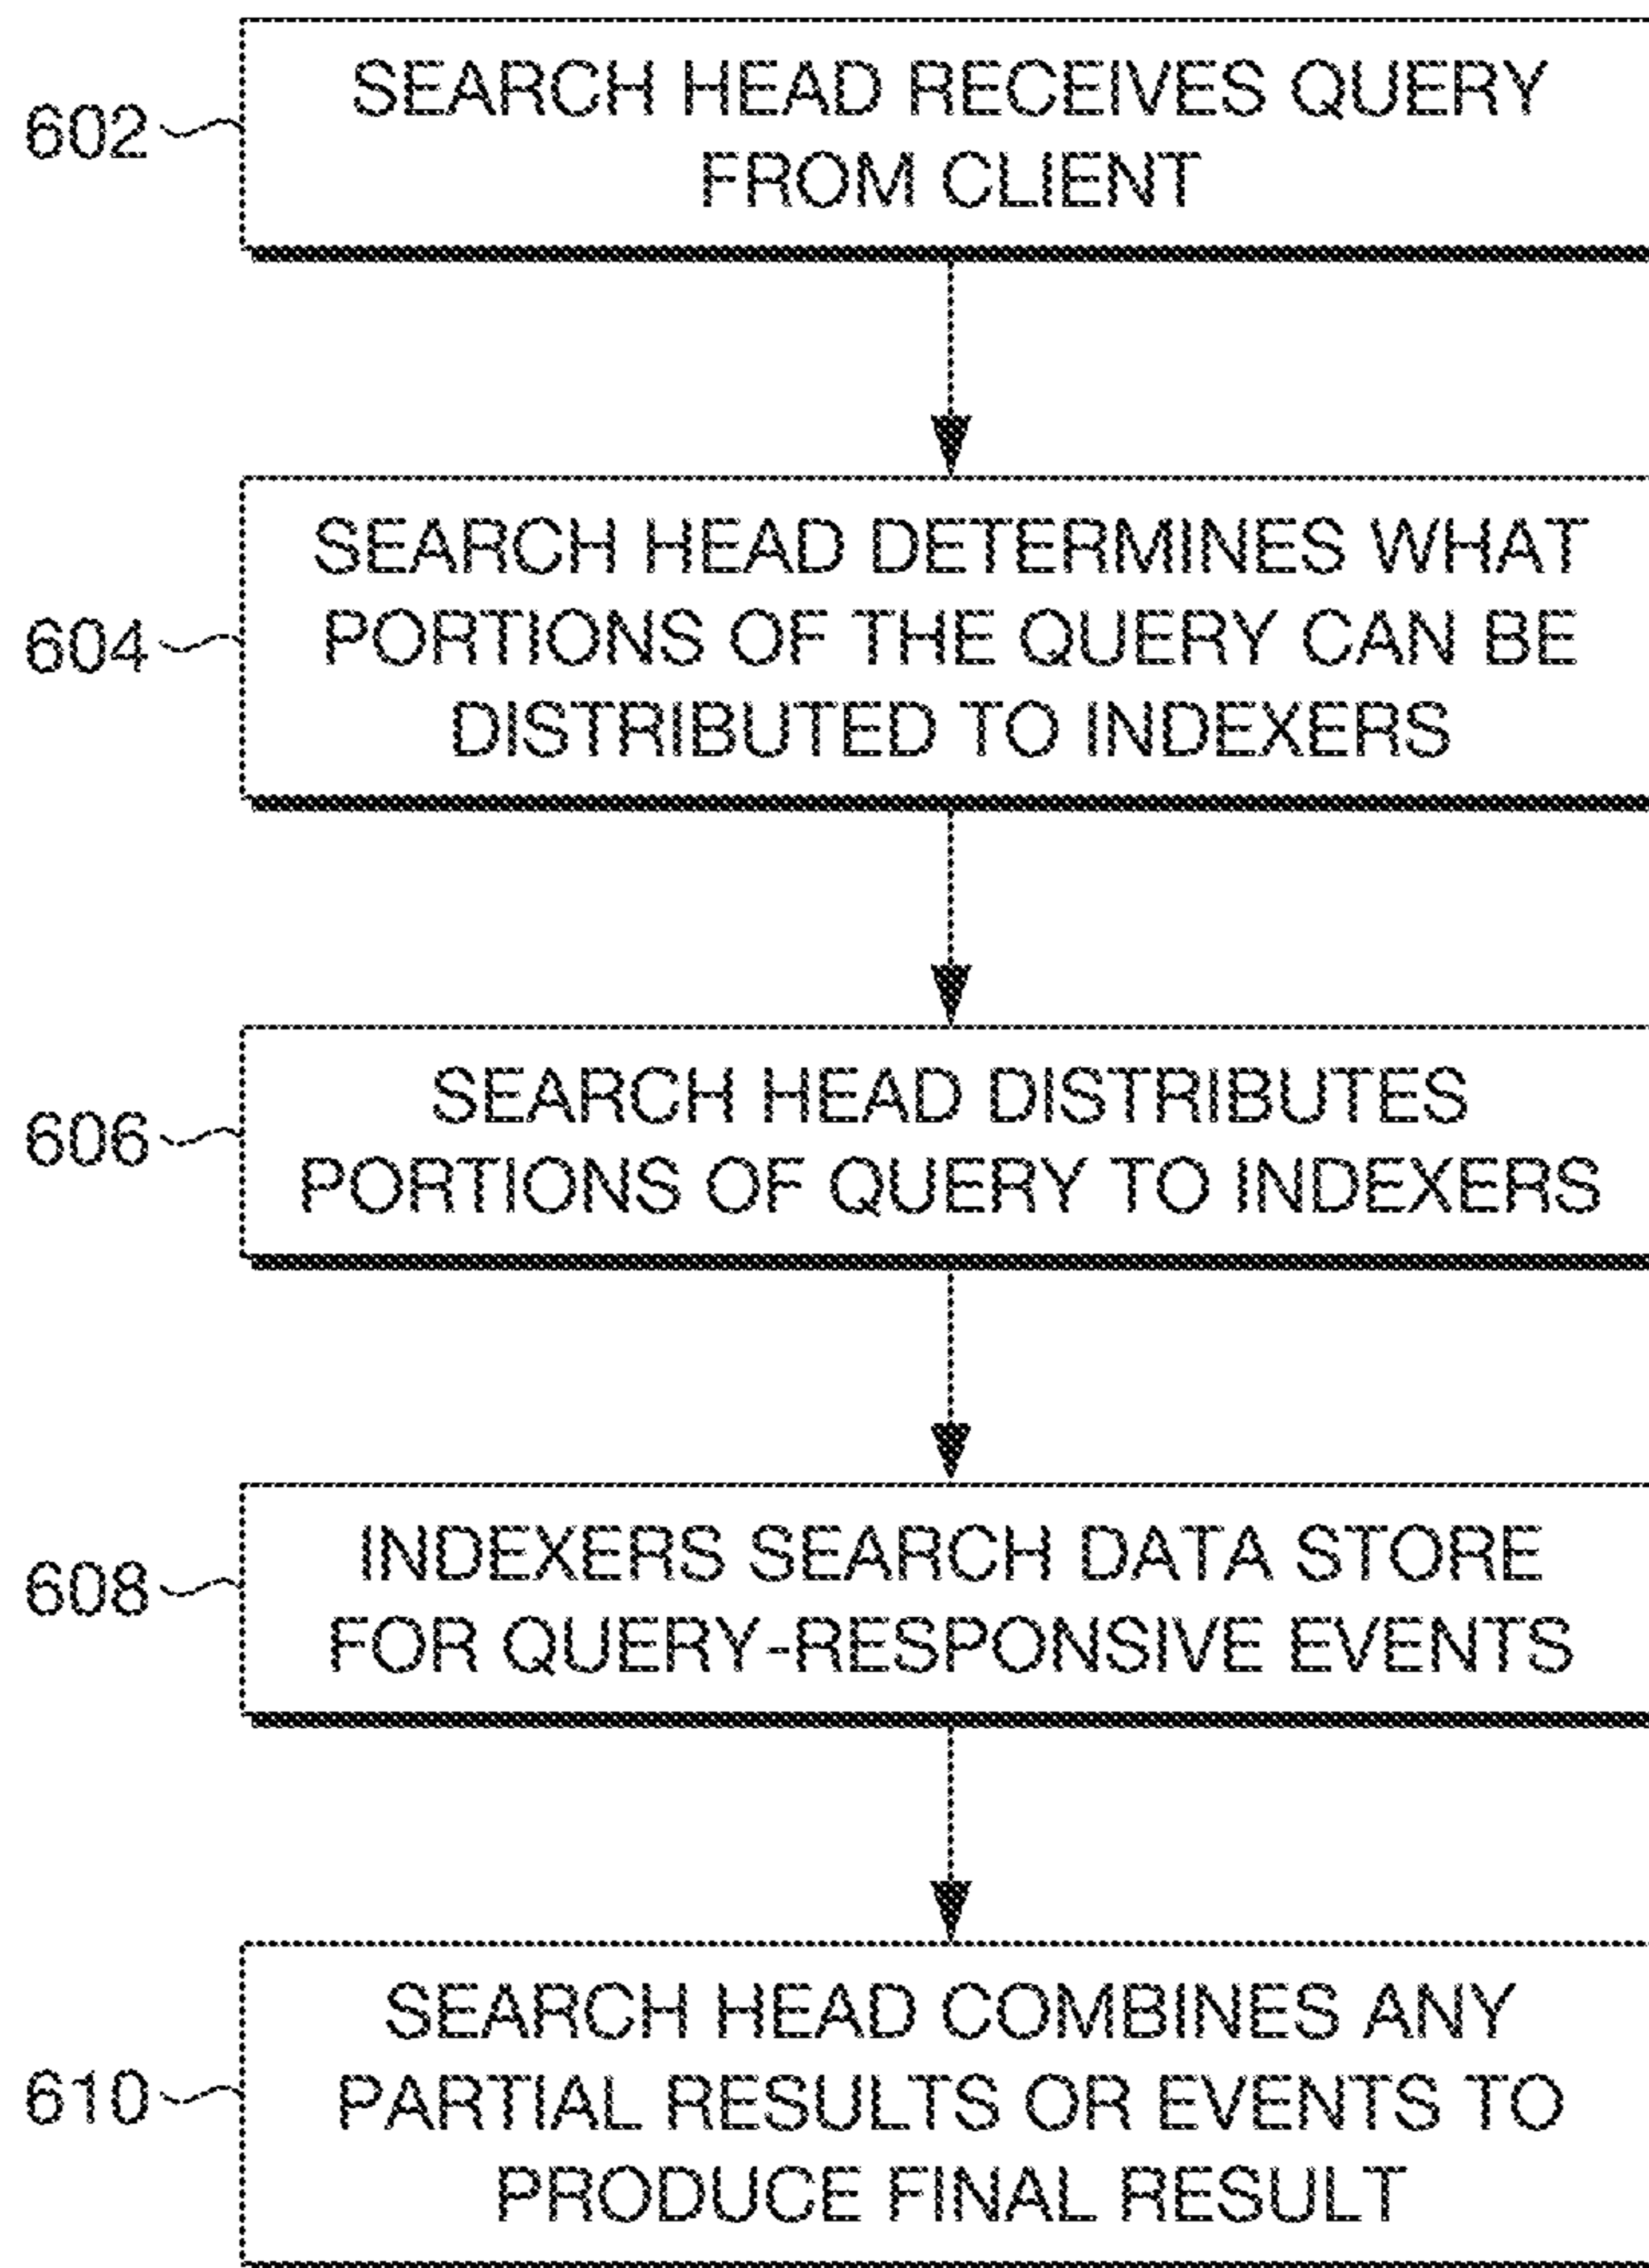 602
SEARCH HEAD RECEIVES QUERY
FROM CLIENT
604
SEARCH HEAD DETERMINES WHAT
PORTIONS OF THE QUERY CAN BE
DISTRIBUTED TO INDEXERS
606
SEARCH HEAD DISTRIBUTES
PORTIONS OF QUERY TO INDEXERS
608
INDEXERS SEARCH DATA STORE
FOR QUERY-RESPONSIVE EVENTS
610
SEARCH HEAD COMBINES ANY
PARTIAL RESULTS OR EVENTS TO
PRODUCE FINAL RESULT